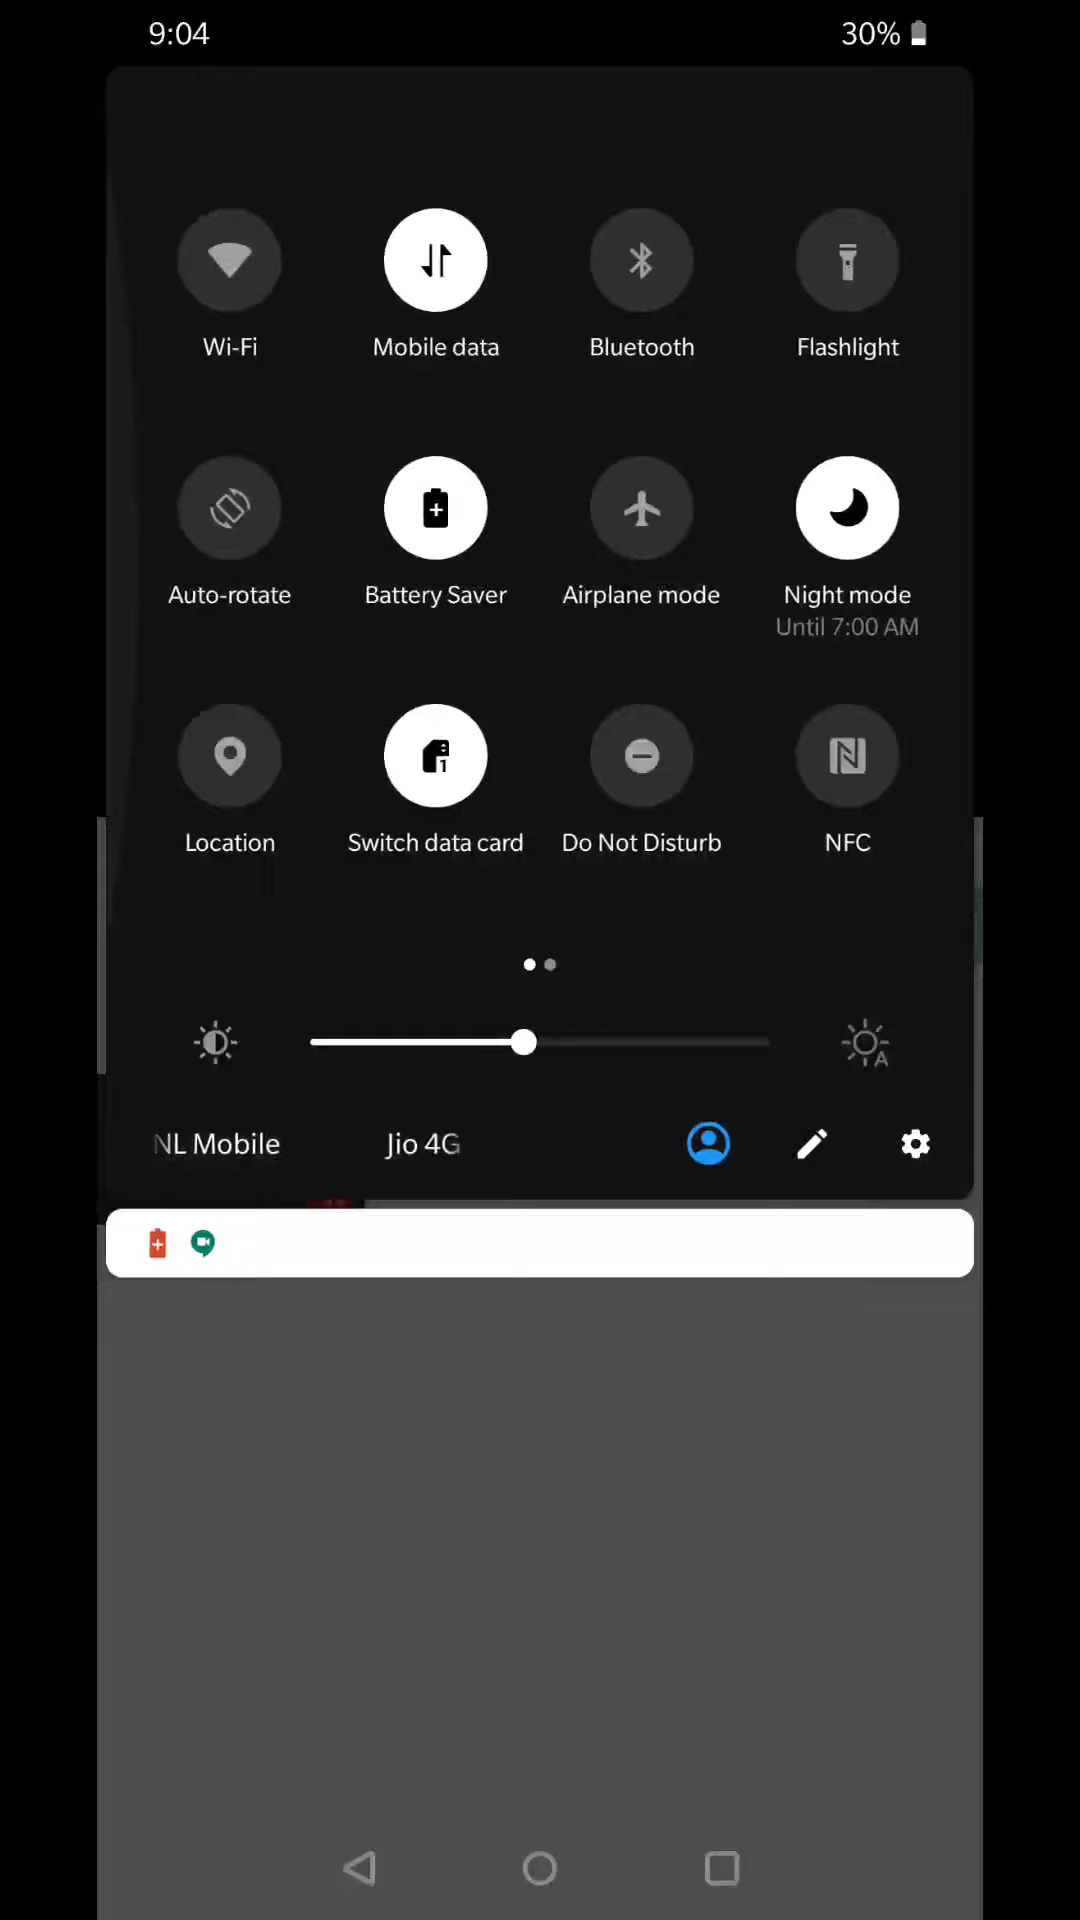 9:04 30%
Wi-Fi Mobile data Bluetooth Flashlight
Auto-rotate Battery Saver Airplane mode Night mode
Until 7:00 AM
1
Location Switch data card Do Not Disturb NFC
A
NL Mobile Jio 4G